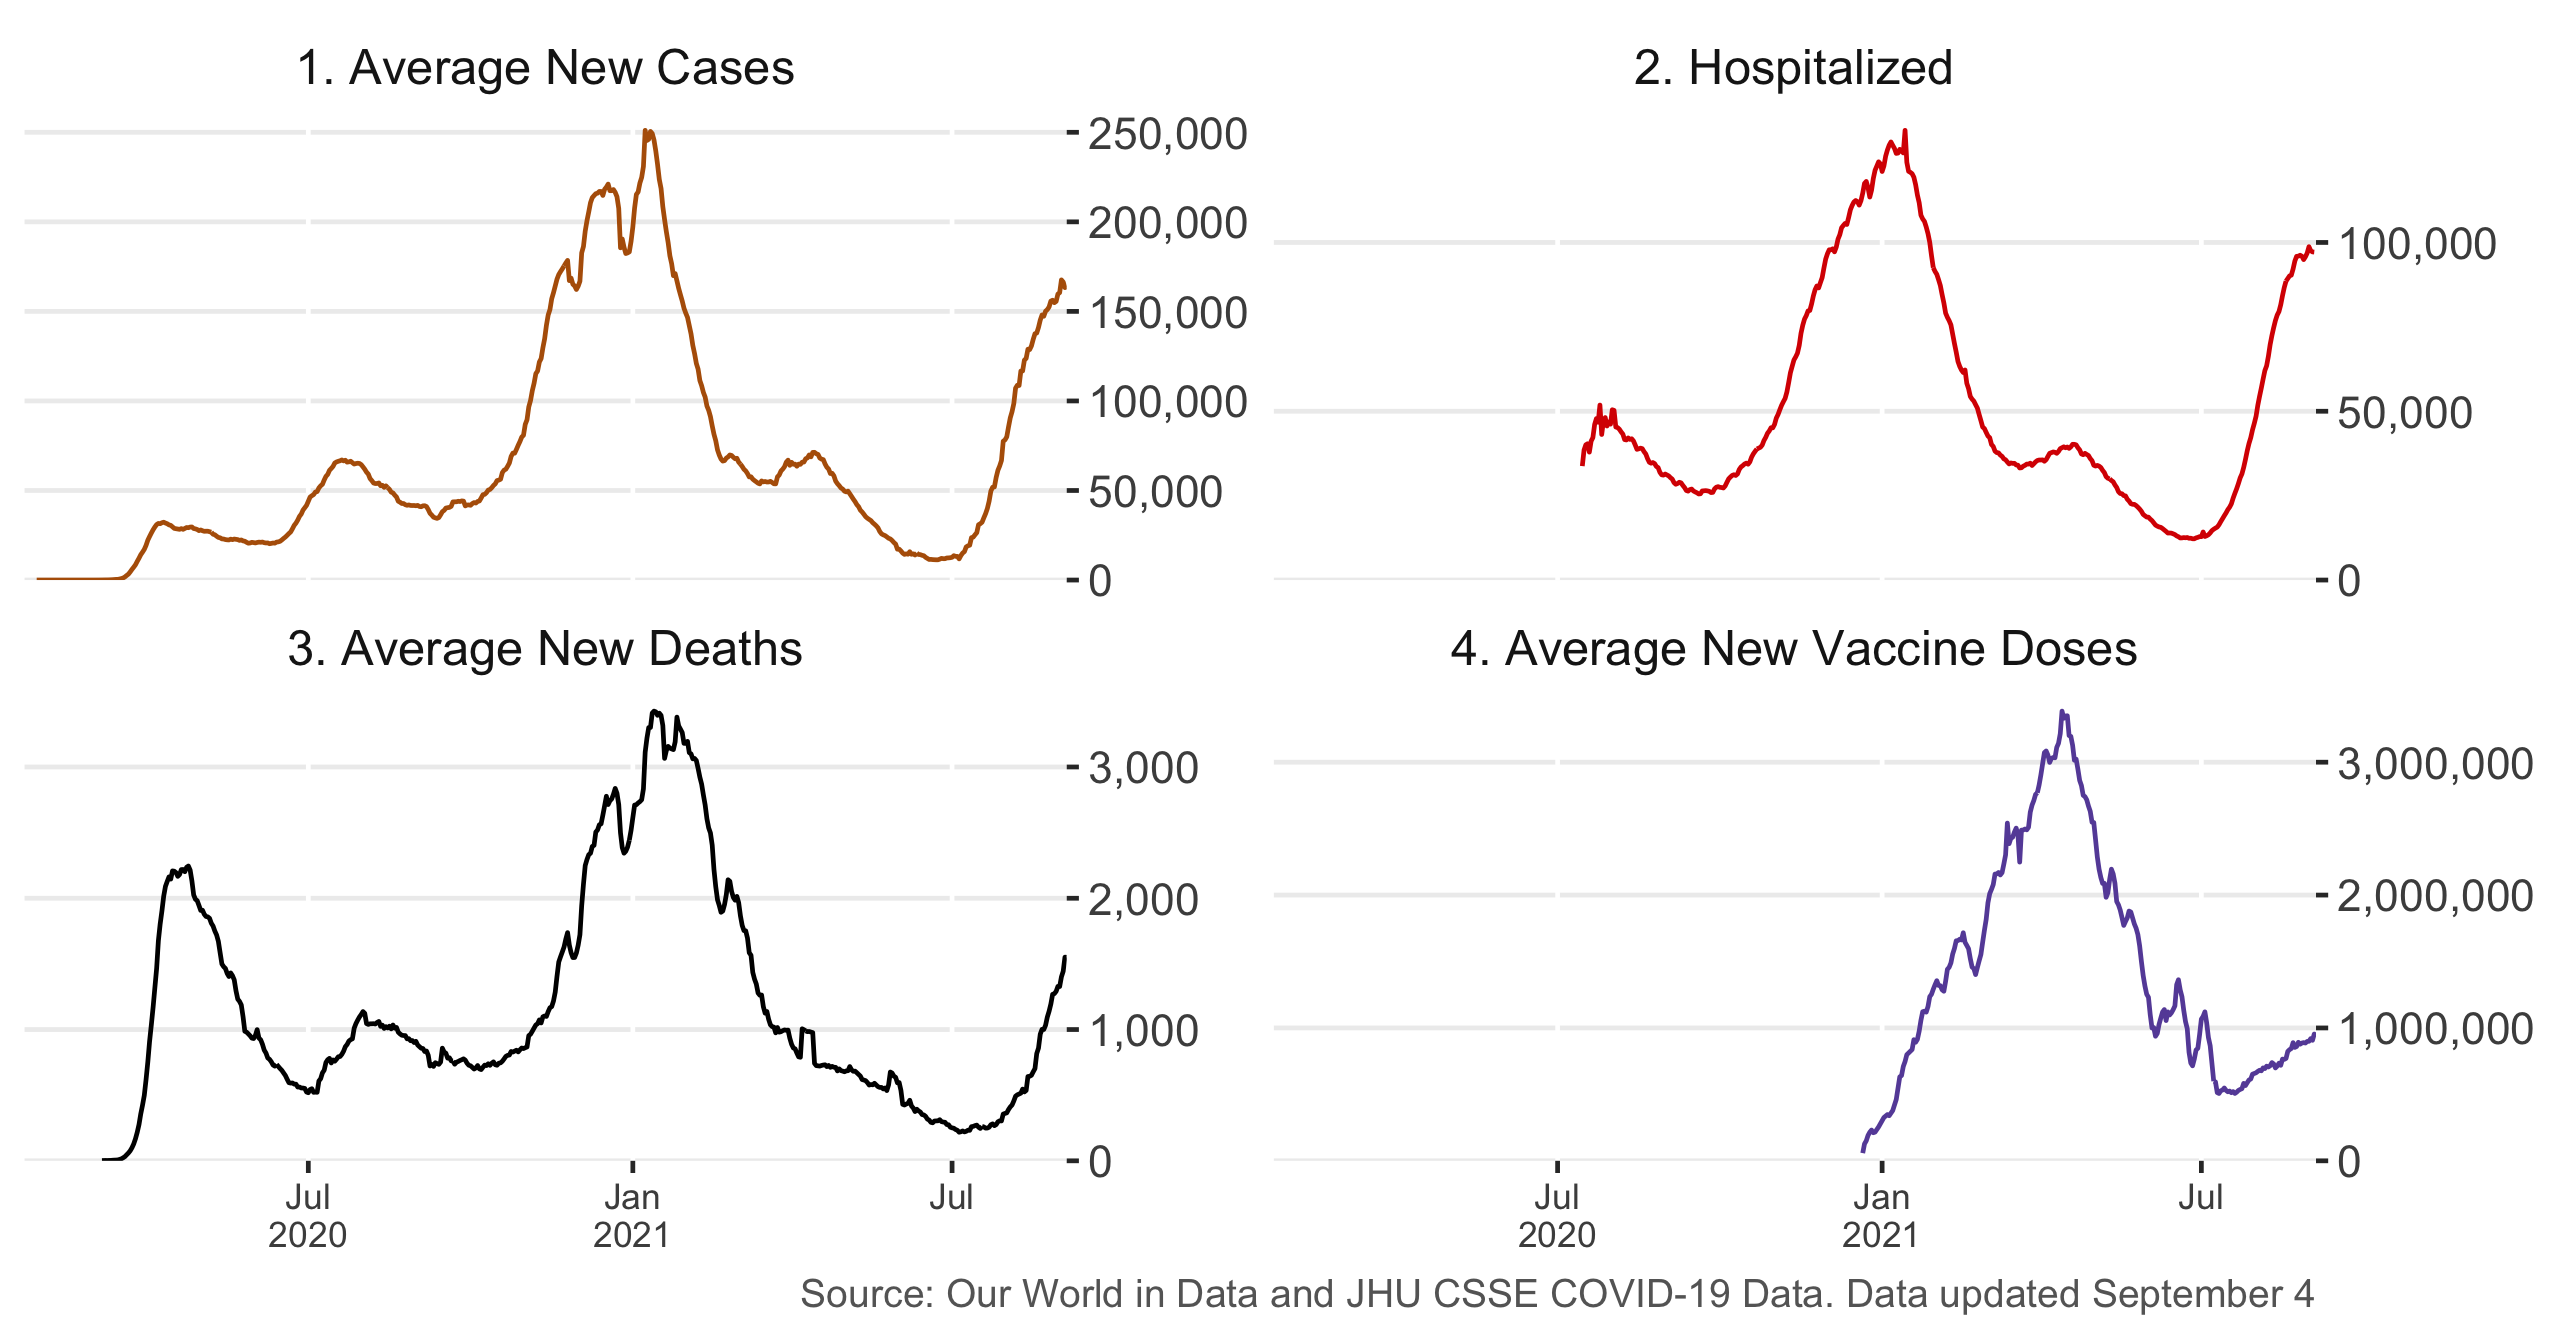 1. Average New Cases
250,000
200,000
150,000
100,000
50,000
0
2. Hospitalized
100,000
50,000
0
3. Average New Deaths
3,000
2,000
1,000
0
Jul
2020
Jan
2021
Jul
4. Average New Vaccine Doses
3,000,000
2,000,000
1,000,000
0
Jul
2020
Jan
2021
Jul
Source: Our World in Data and JHU CSSE COVID-19 Data. Data updated September 4